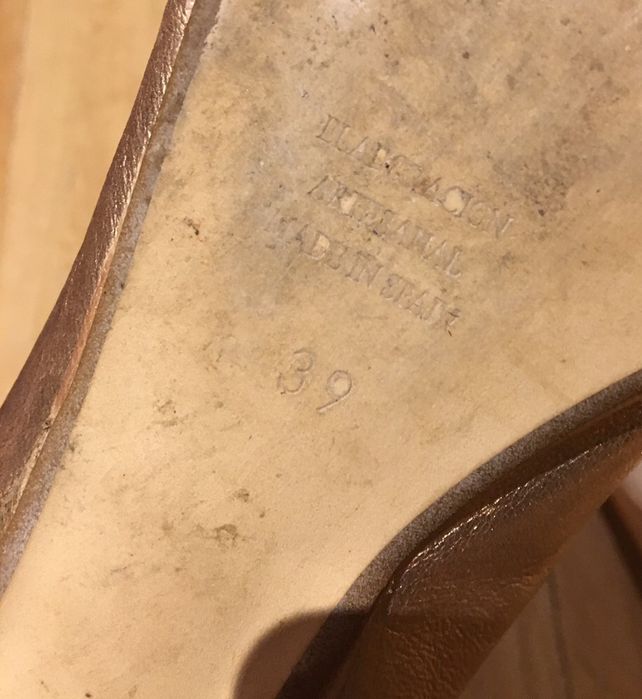 ELABORACION
ARTESANAL
MADE IN SPAIN
39